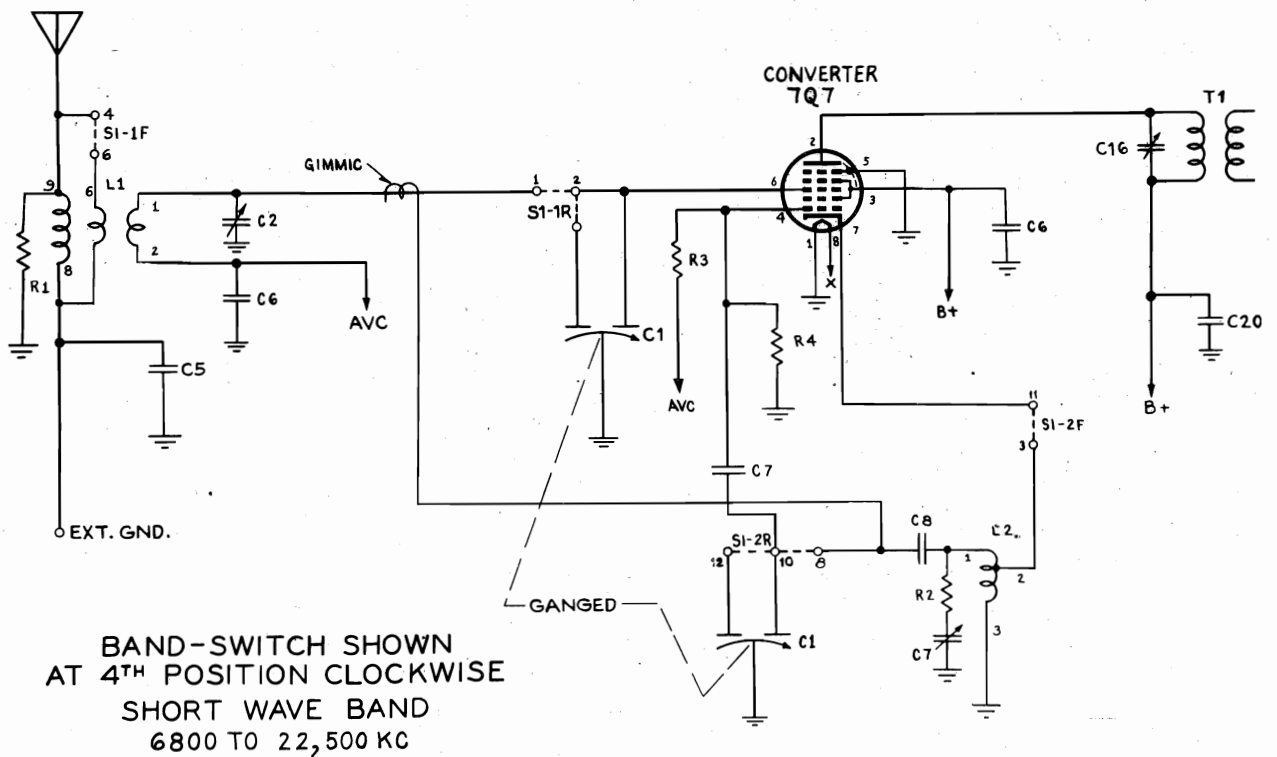 CONVERTER
7Q7
T1
4
S1-1F
6
GIMMIC
2
5
C16
9
6
L1
1
1
2
6
3
S1-1R
4
7
C2
C6
R1
8
2
R3
1
8
C6
X
AVC
B+
C1
R4
C20
C5
AVC
11
B+
S1-2F
3
C7
EXT. GND.
C8
L2
S1-2R
12
10
8
1
2
R2
GANGED
3
C1
C7
BAND-SWITCH SHOWN
AT 4TH POSITION CLOCKWISE
SHORT WAVE BAND
6800 TO 22,500 KC